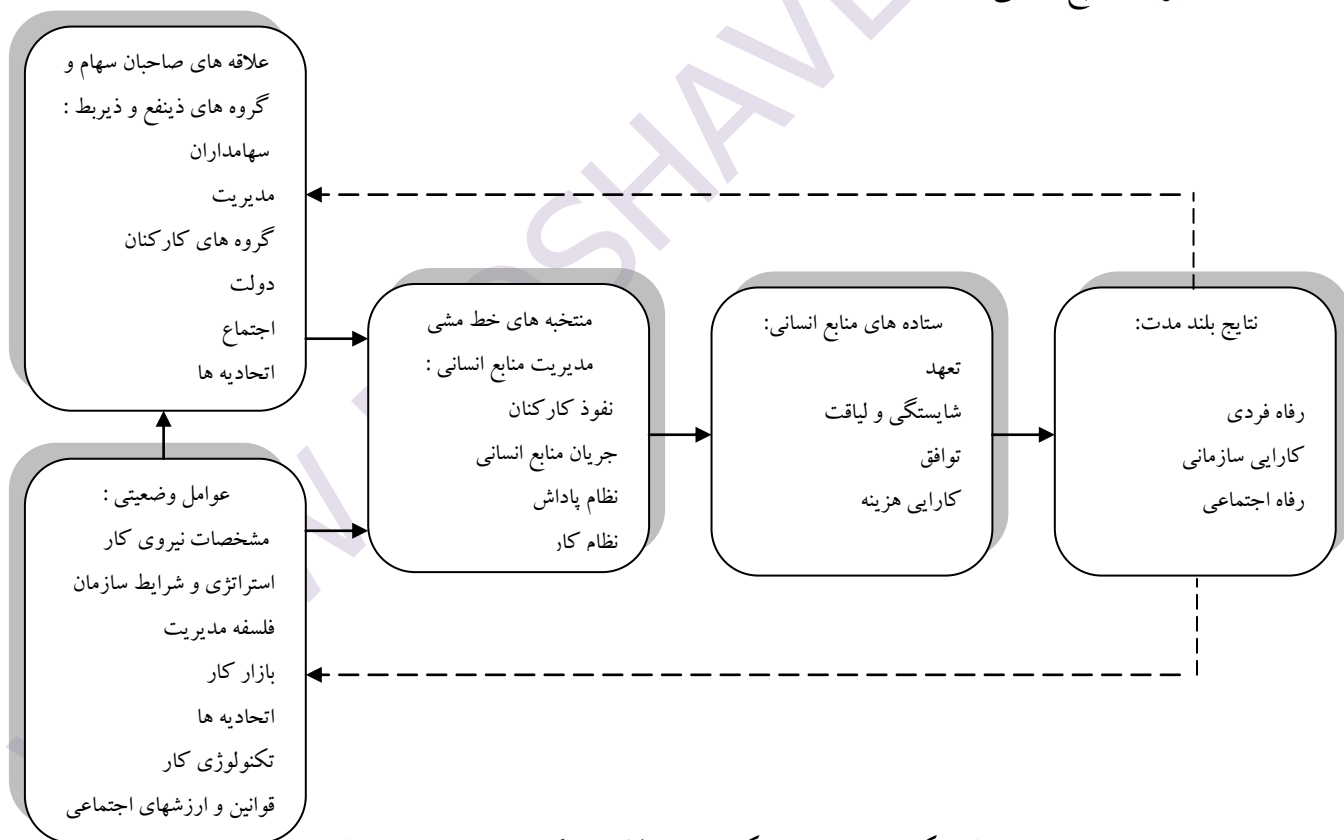 علاقه های صاحبان سهام و
گروه های ذینفع و ذیربط :
سهامداران
مدیریت
گروه های کارکنان
دولت
اجتماع
اتحادیه ها
منتخبه های خط مشی
مدیریت منابع انسانی :
نفوذ کارکنان
جریان منابع انسانی
نظام پاداش
نظام کار
ستاده های منابع انسانی:
تعهد
شایستگی و لیاقت
توافق
کارایی هزینه
نتایج بلند مدت:
رفاه فردی
کارایی سازمانی
رفاه اجتماعی
عوامل وضعیتی :
مشخصات نیروی کار
استراتژی و شرایط سازمان
فلسفه مدیریت
بازار کار
اتحادیه ها
تکنولوژی کار
قوانین و ارزشهای اجتماعی